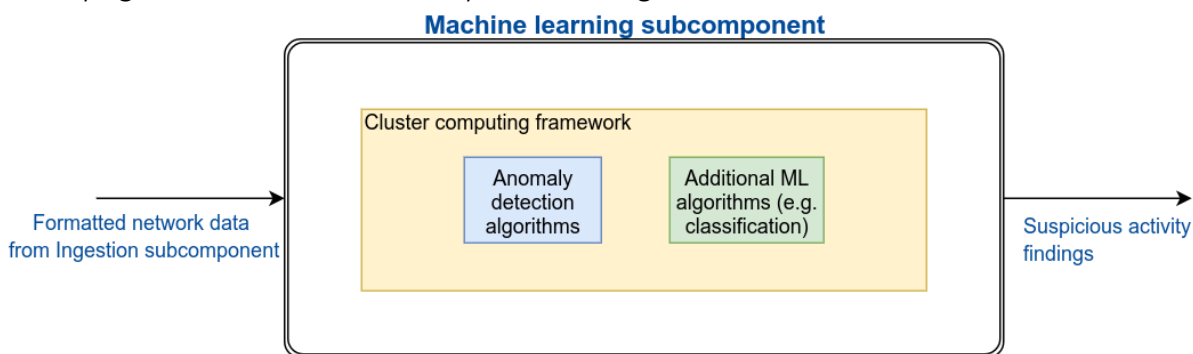 Machine learning subcomponent
Cluster computing framework
Anomaly
detection
algorithms
Additional ML
algorithms (e.g.
classification)
Formatted network data
from Ingestion subcomponent
Suspicious activity
findings